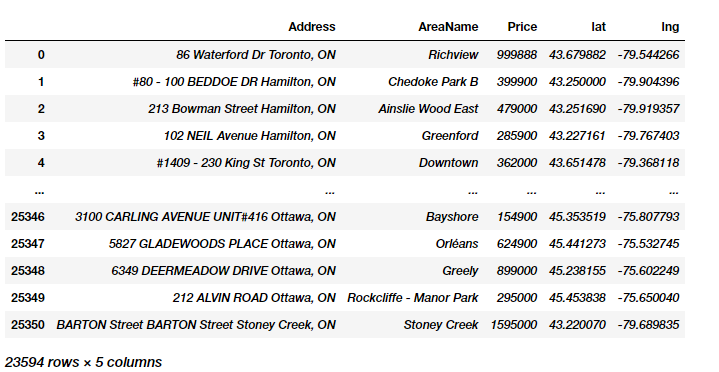 Address AreaName Price lat lng
0 86 Waterford Dr Toronto, ON Richview 999888 43.679882 -79.544266
1 #80 - 100 BEDDOE DR Hamilton, ON Chedoke Park B 399900 43.250000 -79.904396
2 213 Bowman Street Hamilton, ON Ainslie Wood East 479000 43.251690 -79.919357
3 102 NEIL Avenue Hamilton, ON Greenford 285900 43.227161 -79.767403
4 #1409 - 230 King St Toronto, ON Downtown 362000 43.651478 -79.368118
... ... ... ... ... ...
25346 3100 CARLING AVENUE UNIT#416 Ottawa, ON Bayshore 154900 45.353519 -75.807793
25347 5827 GLADEWOODS PLACE Ottawa, ON Orléans 624900 45.441273 -75.532745
25348 6349 DEERMEADOW DRIVE Ottawa, ON Greely 899000 45.238155 -75.602249
25349 212 ALVIN ROAD Ottawa, ON Rockcliffe - Manor Park 295000 45.453838 -75.650040
25350 BARTON Street BARTON Street Stoney Creek, ON Stoney Creek 1595000 43.220070 -79.689835
23594 rows × 5 columns